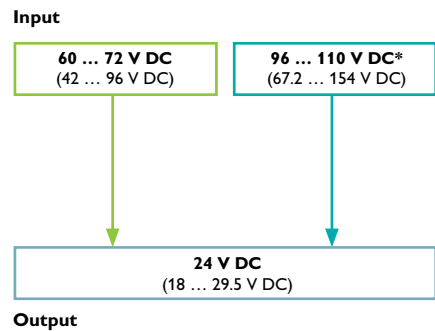 Input
60 … 72 V DC
(42 … 96 V DC)
96 … 110 V DC*
(67.2 … 154 V DC)
24 V DC
(18 … 29.5 V DC)
Output